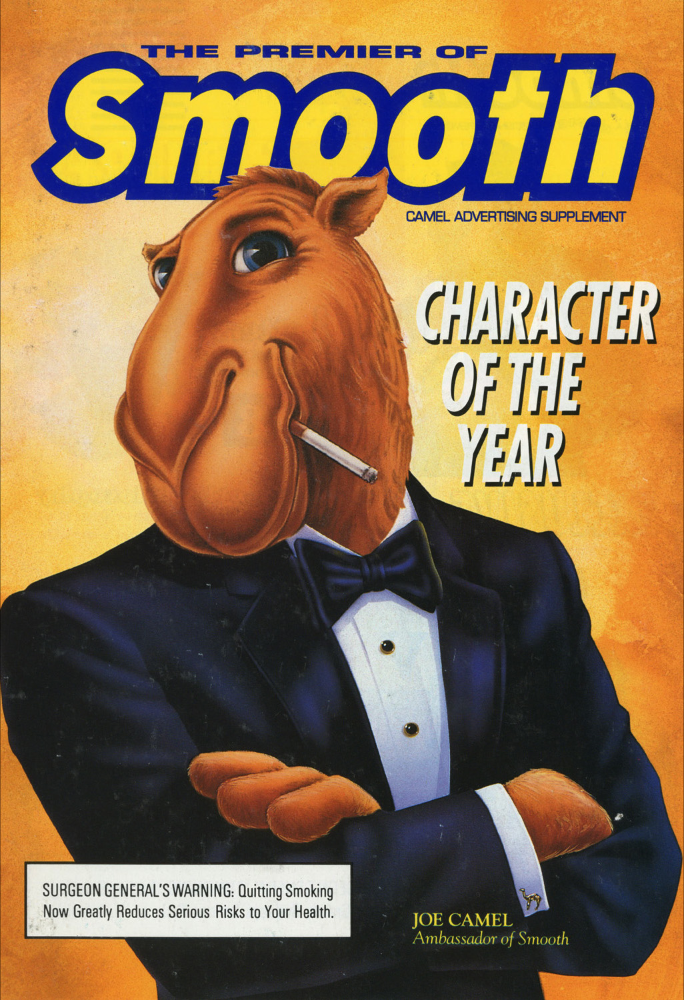 THE PREMIER OF
Smooth
CAMEL ADVERTISING SUPPLEMENT
CHARACTER
OF THE
YEAR
SURGEON GENERAL'S WARNING: Quitting Smoking
Now Greatly Reduces Serious Risks to Your Health.
JOE CAMEL
Ambassador of Smooth